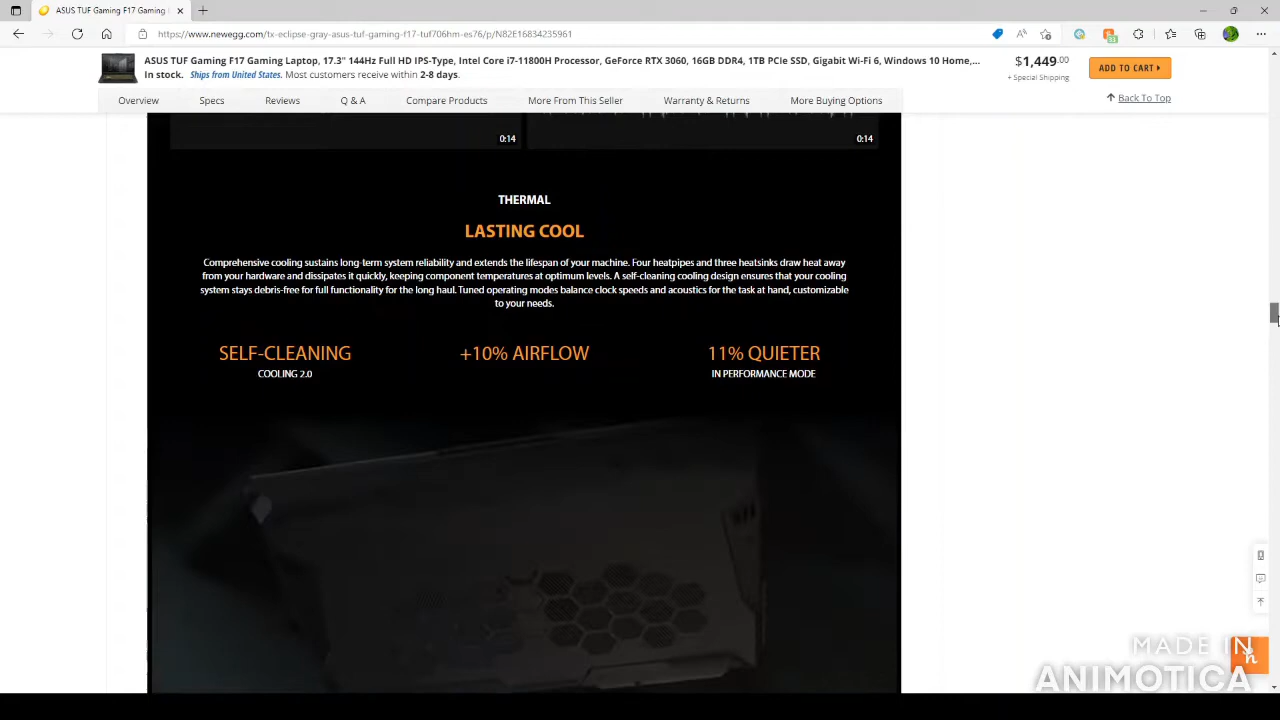 ASUS TUF Gaming F17 Gaming
https://www.newegg.com/tx-eclipse-gray-asus-tuf-gaming-f17-tuf706hm-es76/p/N82E16834235961
ASUS TUF Gaming F17 Gaming Laptop, 17.3" 144Hz Full HD IPS-Type, Intel Core i7-11800H Processor, GeForce RTX 3060, 16GB DDR4, 1TB PCIe SSD, Gigabit Wi-Fi 6, Windows 10 Home,...
In stock. Ships from United States. Most customers receive within 2-8 days.
$1,449.00
+ Special Shipping
ADD TO CART
Overview Specs Reviews Q & A Compare Products More From This Seller Warranty & Returns More Buying Options
Back To Top
0:14 0:14
THERMAL
LASTING COOL
Comprehensive cooling sustains long-term system reliability and extends the lifespan of your machine. Four heatpipes and three heatsinks draw heat away
from your hardware and dissipates it quickly, keeping component temperatures at optimum levels. A self-cleaning cooling design ensures that your cooling
system stays debris-free for full functionality for the long haul. Tuned operating modes balance clock speeds and acoustics for the task at hand, customizable
to your needs.
SELF-CLEANING +10% AIRFLOW 11% QUIETER
COOLING 2.0 IN PERFORMANCE MODE
MADE IN
ANIMOTICA